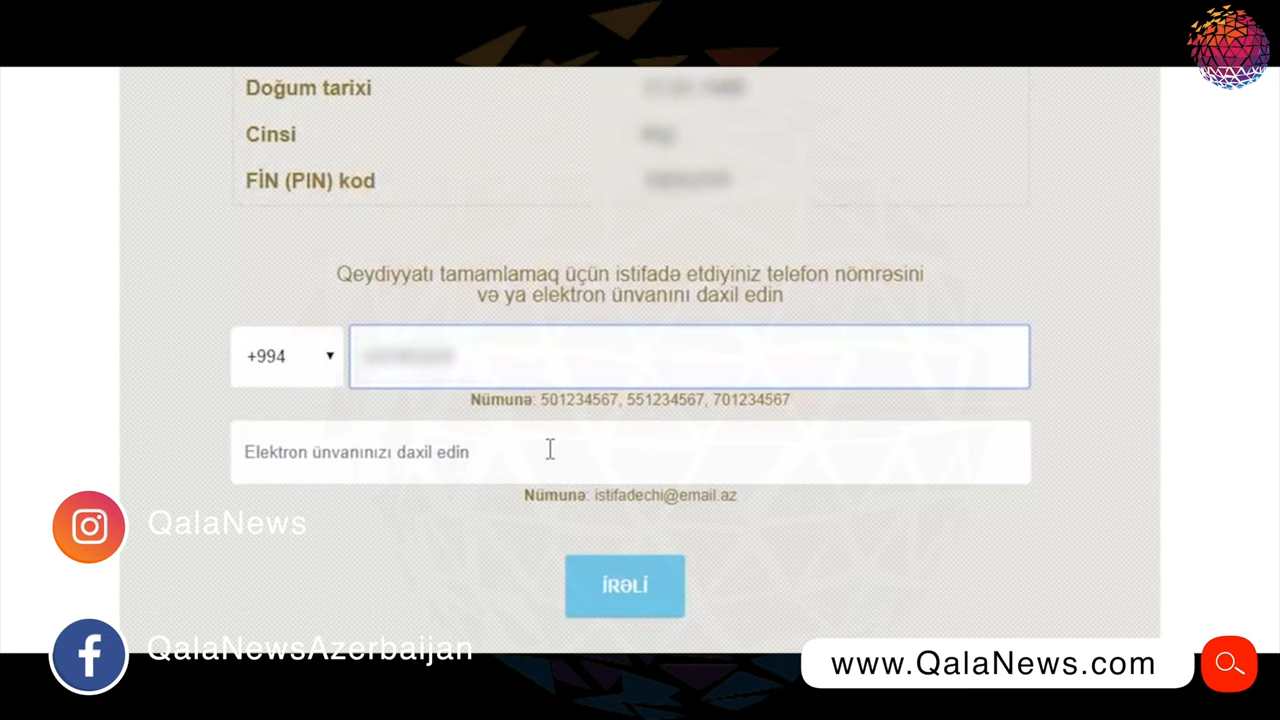 Doğum tarixi
Cinsi
FİN (PIN) kod
Qeydiyyatı tamamlamaq üçün istifadə etdiyiniz telefon nömrəsini
və ya elektron ünvanını daxil edin
+994
Nümunə: 501234567, 551234567, 701234567
Elektron ünvanınızı daxil edin
Nümunə: istifadechi@email.az
QalaNews
İRƏLİ
QalaNewsAzerbaijan
www.QalaNews.com